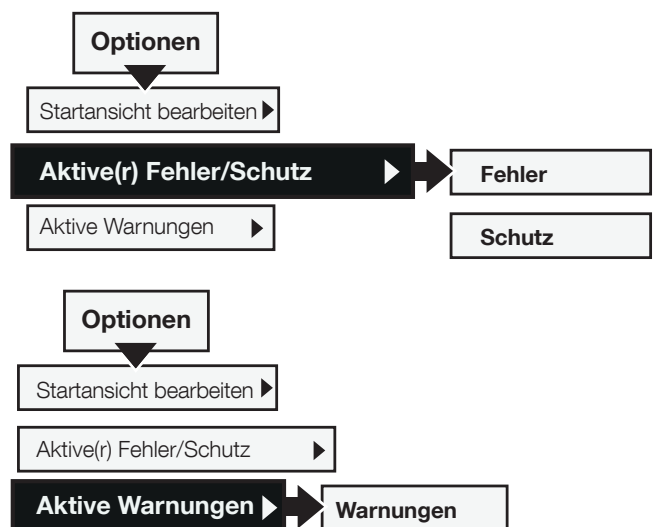 Optionen
Startansicht bearbeiten
Aktive(r) Fehler/Schutz
Fehler
Aktive Warnungen
Schutz
Optionen
Startansicht bearbeiten
Aktive(r) Fehler/Schutz
Aktive Warnungen
Warnungen